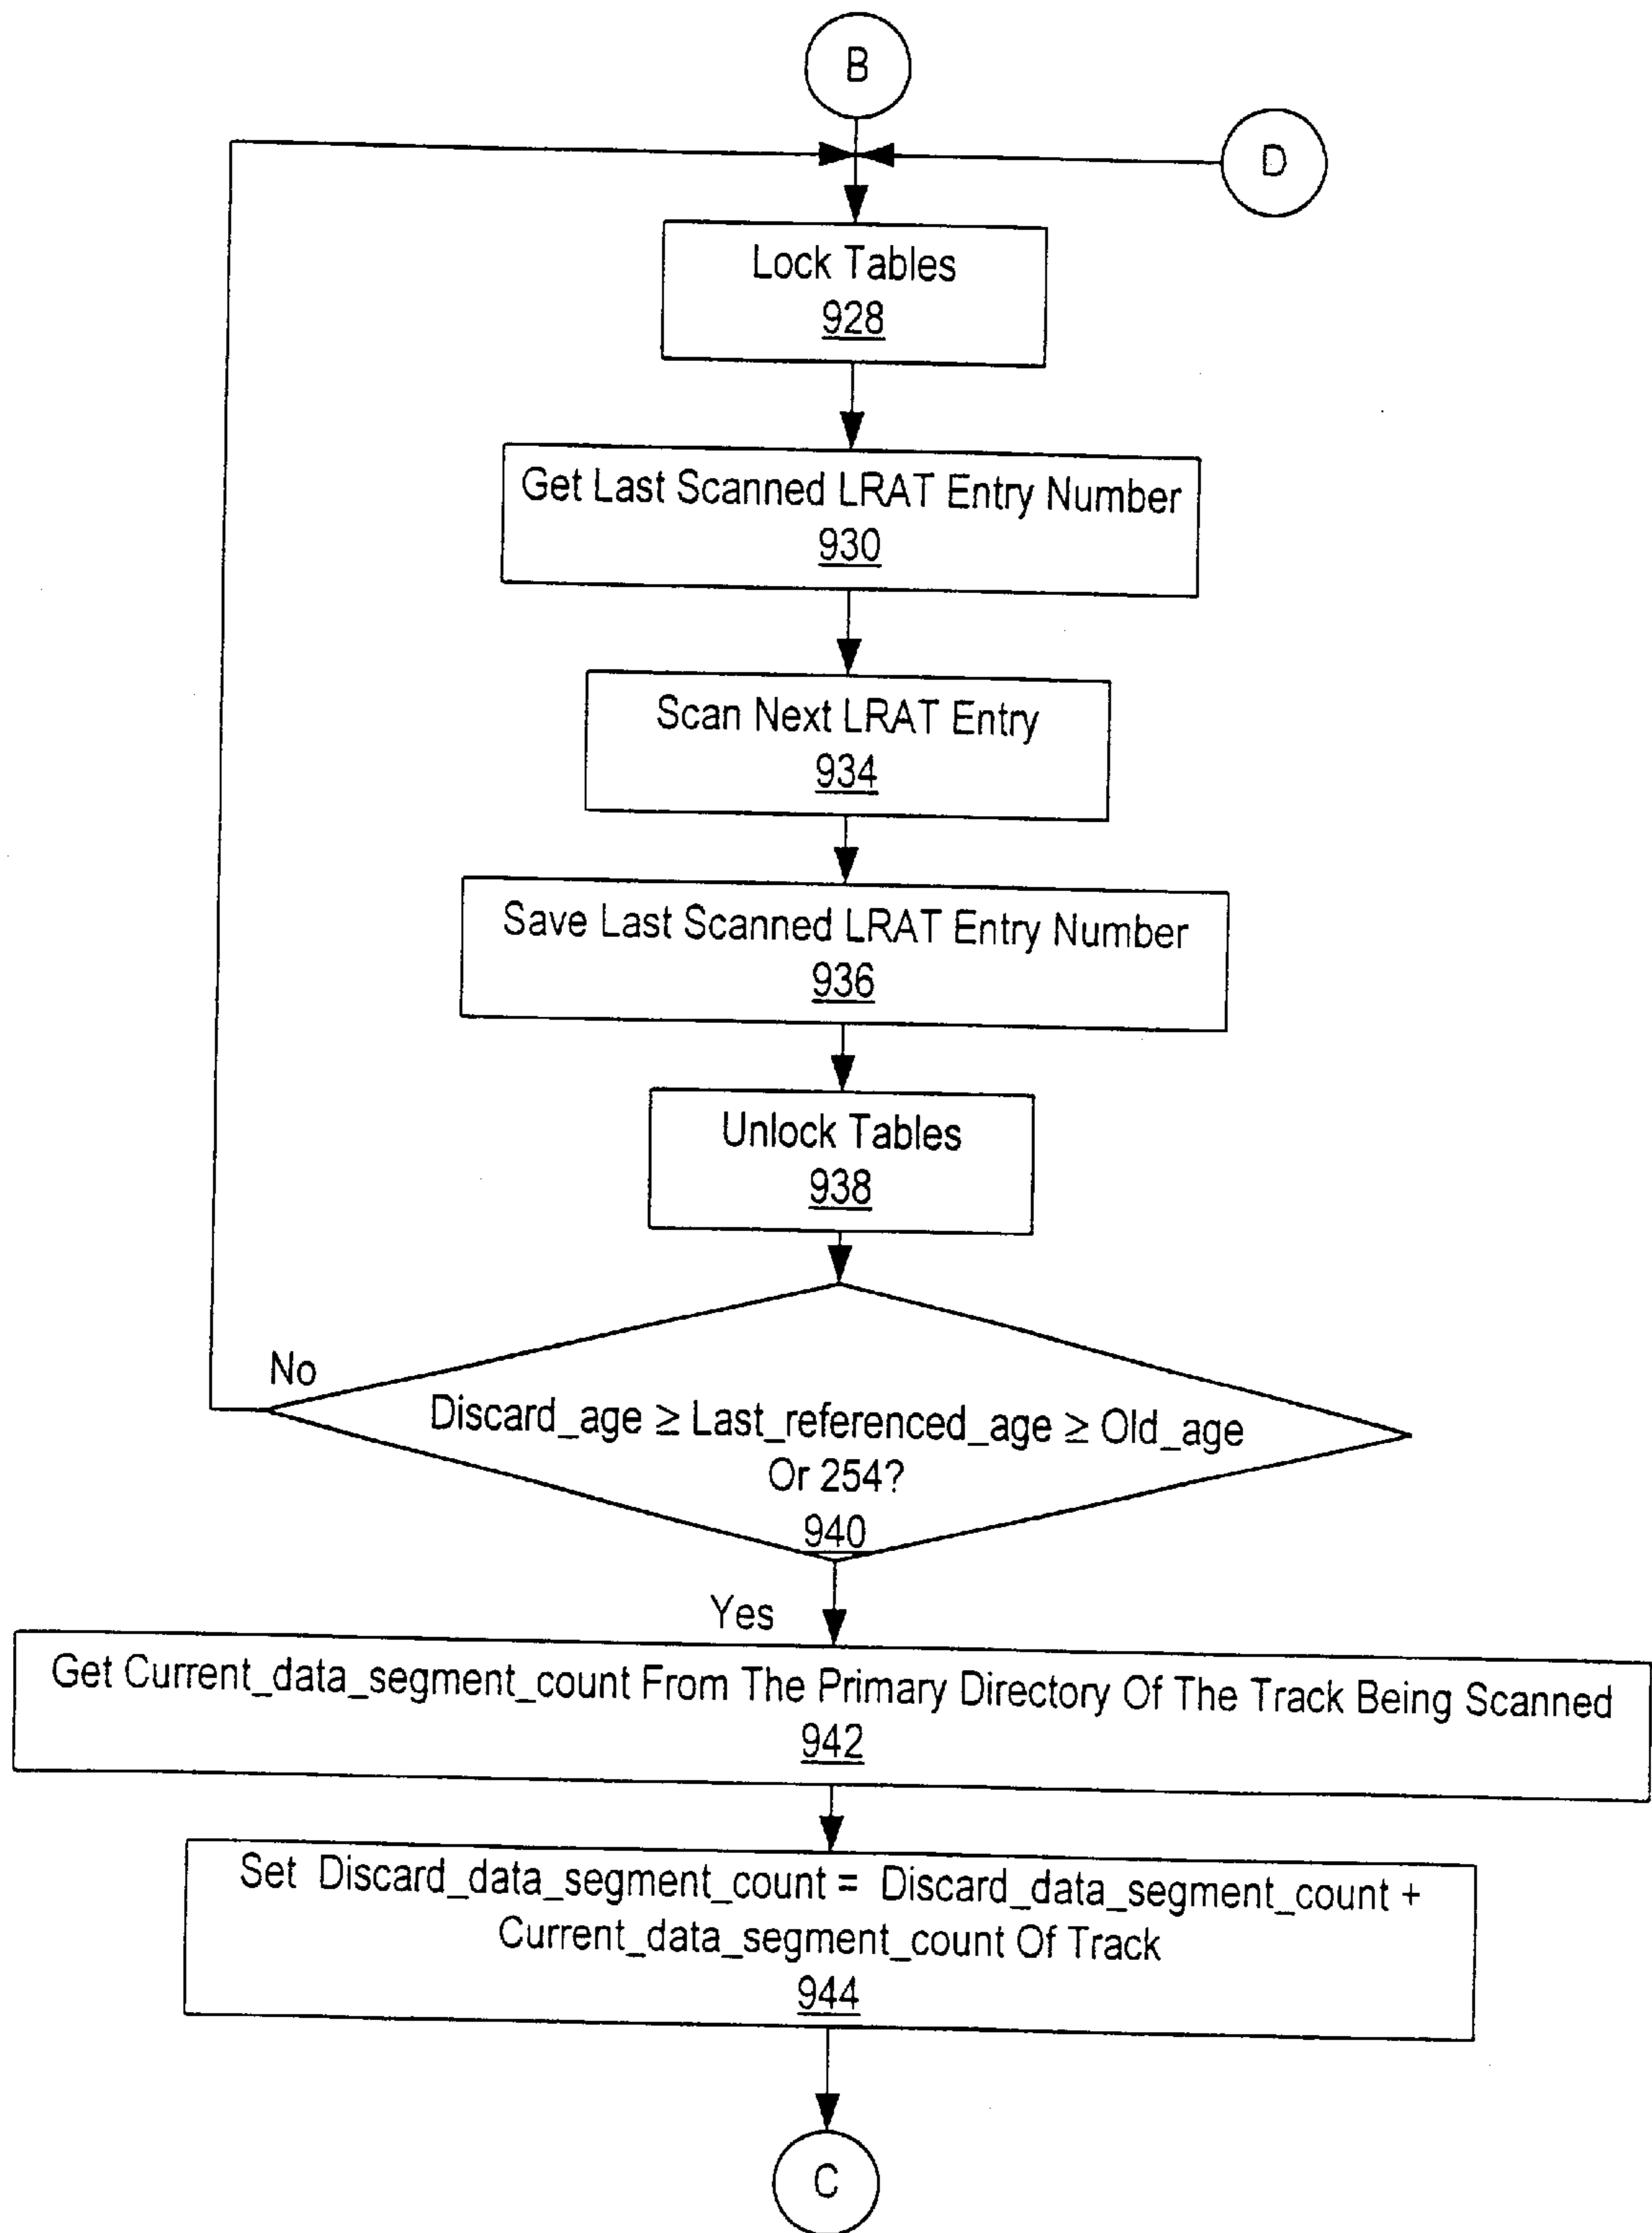 B
D
Lock Tables
928
Get Last Scanned LRAT Entry Number
930
Scan Next LRAT Entry
934
Save Last Scanned LRAT Entry Number
936
Unlock Tables
938
No
Discard_age ≥ Last_referenced_age ≥ Old_age
Or 254?
940
Yes
Get Current_data_segment_count From The Primary Directory Of The Track Being Scanned
942
Set Discard_data_segment_count = Discard_data_segment_count +
Current_data_segment_count Of Track
944
C